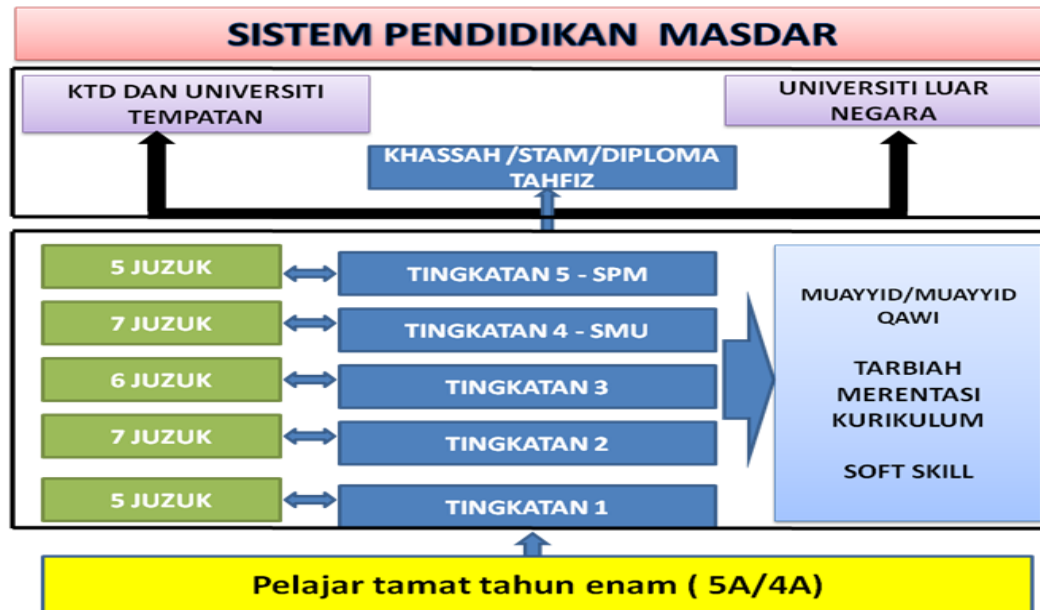 SISTEM PENDIDIKAN  MASDAR
KTD DAN UNIVERSITI
TEMPATAN
UNIVERSITI LUAR
NEGARA
KHASSAH /STAM/DIPLOMA
TAHFIZ
5 JUZUK
TINGKATAN 5 - SPM
7 JUZUK
TINGKATAN 4 - SMU
6 JUZUK
TINGKATAN 3
7 JUZUK
TINGKATAN 2
5 JUZUK
TINGKATAN 1
MUAYYID/MUAYYID
QAWI
TARBIAH
MERENTASI
KURIKULUM
SOFT SKILL
Pelajar tamat tahun enam ( 5A/4A)